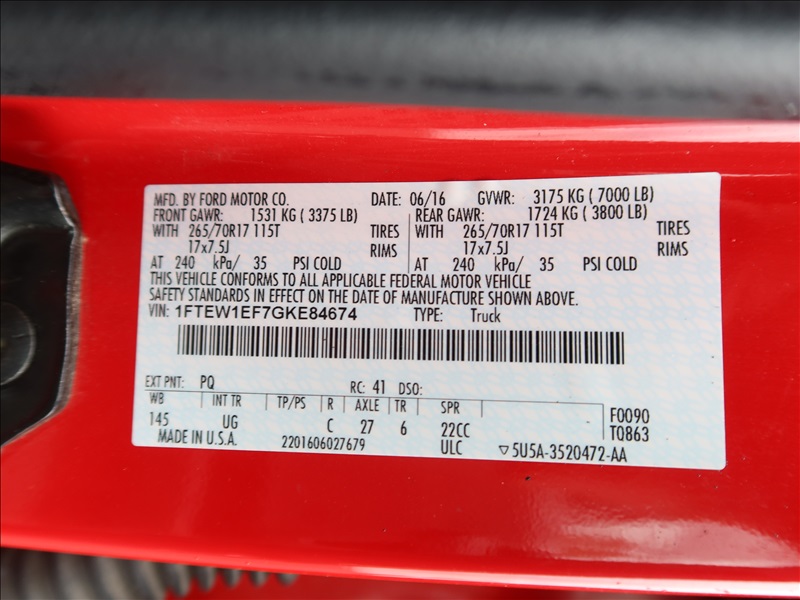 MFD. BY FORD MOTOR CO. DATE: 06/16 GVWR: 3175 KG ( 7000 LB)
FRONT GAWR: 1531 KG ( 3375 LB) REAR GAWR: 1724 KG ( 3800 LB)
WITH 265/70R17 115T TIRES WITH 265/70R17 115T TIRES
17x7.5J RIMS 17x7.5J RIMS
AT 240 kPa/ 35 PSI COLD AT 240 kPa/ 35 PSI COLD
THIS VEHICLE CONFORMS TO ALL APPLICABLE FEDERAL MOTOR VEHICLE
SAFETY STANDARDS IN EFFECT ON THE DATE OF MANUFACTURE SHOWN ABOVE.
VIN: 1FTEW1EF7GKE84674 TYPE: Truck
EXT PNT: PQ RC: 41 DSO:
WB INT TR TP/PS R AXLE TR SPR F0090
145 UG C 27 6 22CC TQ863
MADE IN U.S.A. 2201606027679 ULC ▽5U5A-3520472-AA